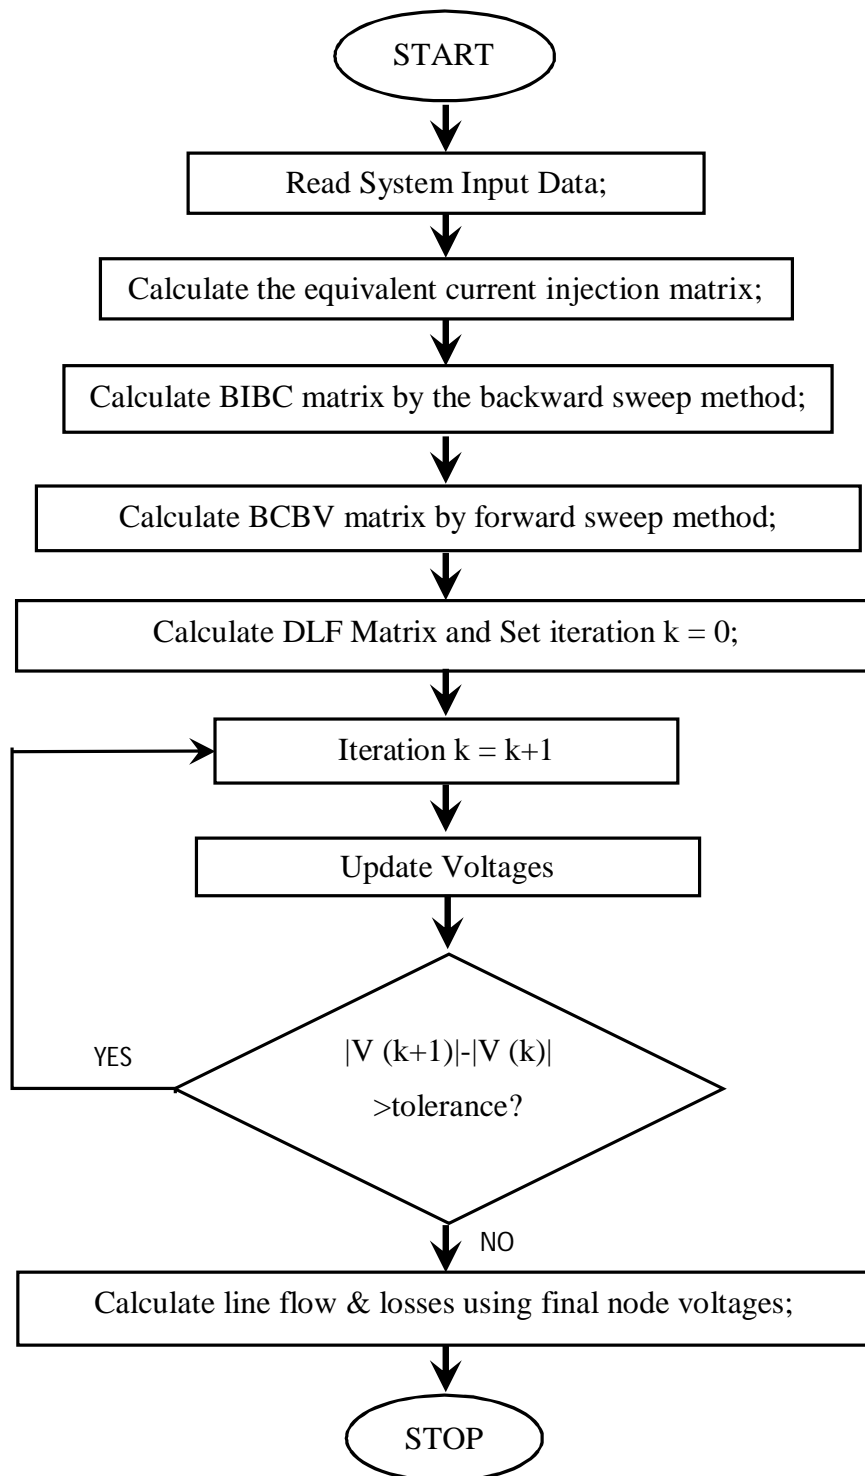 START
Read System Input Data;
Calculate the equivalent current injection matrix;
Calculate BIBC matrix by the backward sweep method;
Calculate BCBV matrix by forward sweep method;
Calculate DLF Matrix and Set iteration k = 0;
Iteration k = k+1
Update Voltages
|V (k+1)|-|V (k)|
YES
>tolerance?
NO
Calculate line flow & losses using final node voltages;
STOP